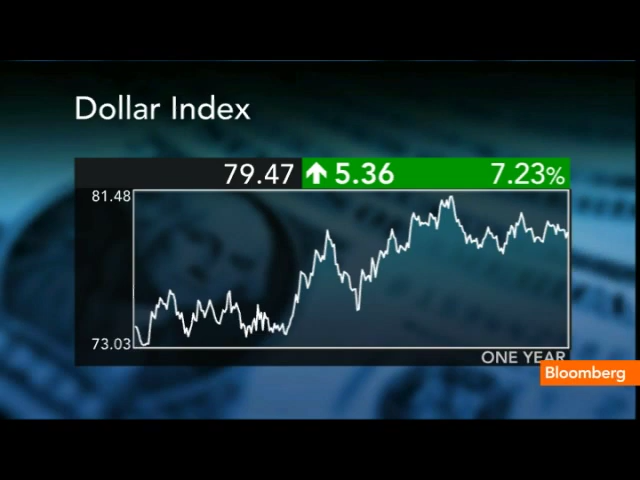 Dollar Index
79.47 ↑ 5.36 7.23%
81.48
73.03
ONE YEAR
Bloomberg